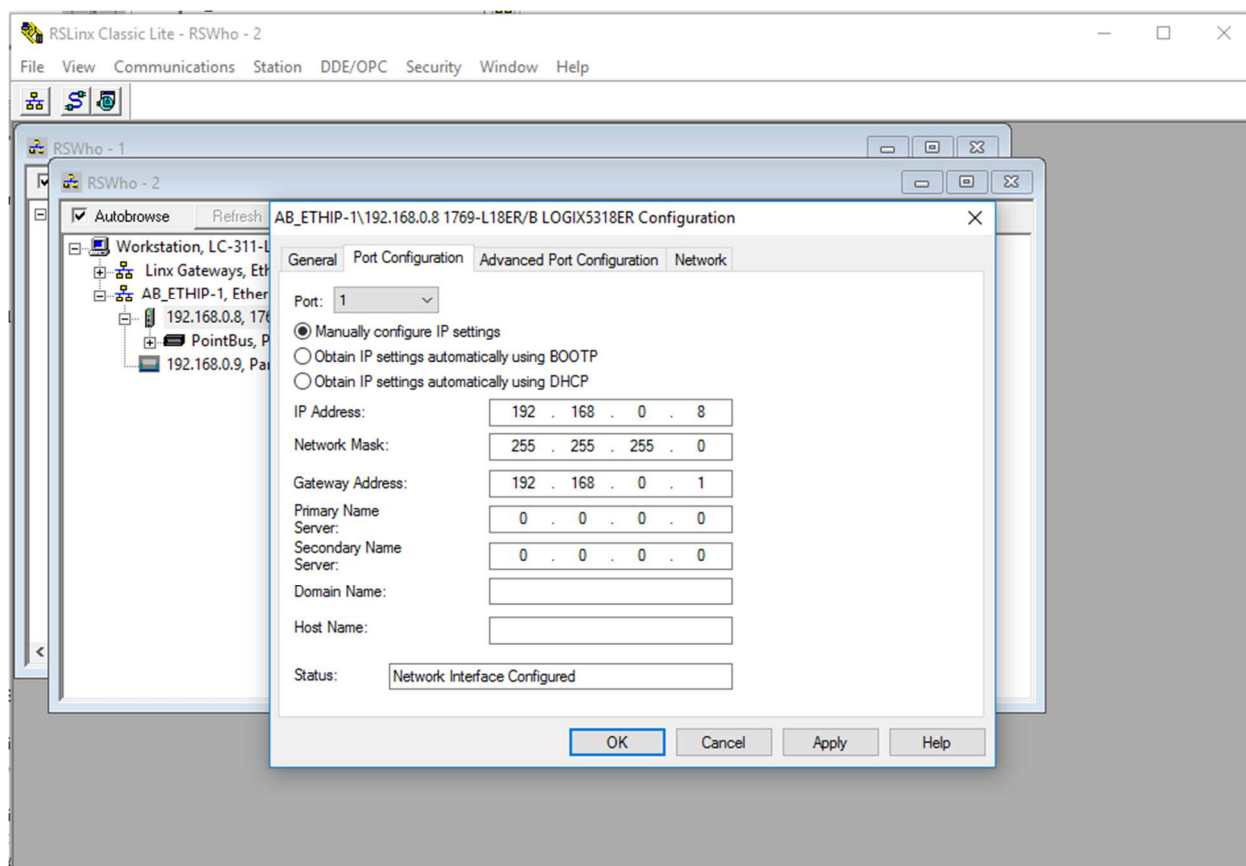 RSLinx Classic Lite - RSWho - 2
File View Communications Station DDE/OPC Security Window Help
RSWho - 1
RSWho - 2
Autobrowse Refresh
Workstation, LC-311-L
Linx Gateways, Eth
AB_ETHIP-1, Ether
192.168.0.8, 176
PointBus, P
192.168.0.9, Pa
AB_ETHIP-1\192.168.0.8 1769-L18ER/B LOGIX5318ER Configuration
General Port Configuration Advanced Port Configuration Network
Port: 1
Manually configure IP settings
Obtain IP settings automatically using BOOTP
Obtain IP settings automatically using DHCP
IP Address: 192 . 168 . 0 . 8
Network Mask: 255 . 255 . 255 . 0
Gateway Address: 192 . 168 . 0 . 1
Primary Name
Server: 0 . 0 . 0 . 0
Secondary Name
Server: 0 . 0 . 0 . 0
Domain Name:
Host Name:
Status: Network Interface Configured
OK Cancel Apply Help